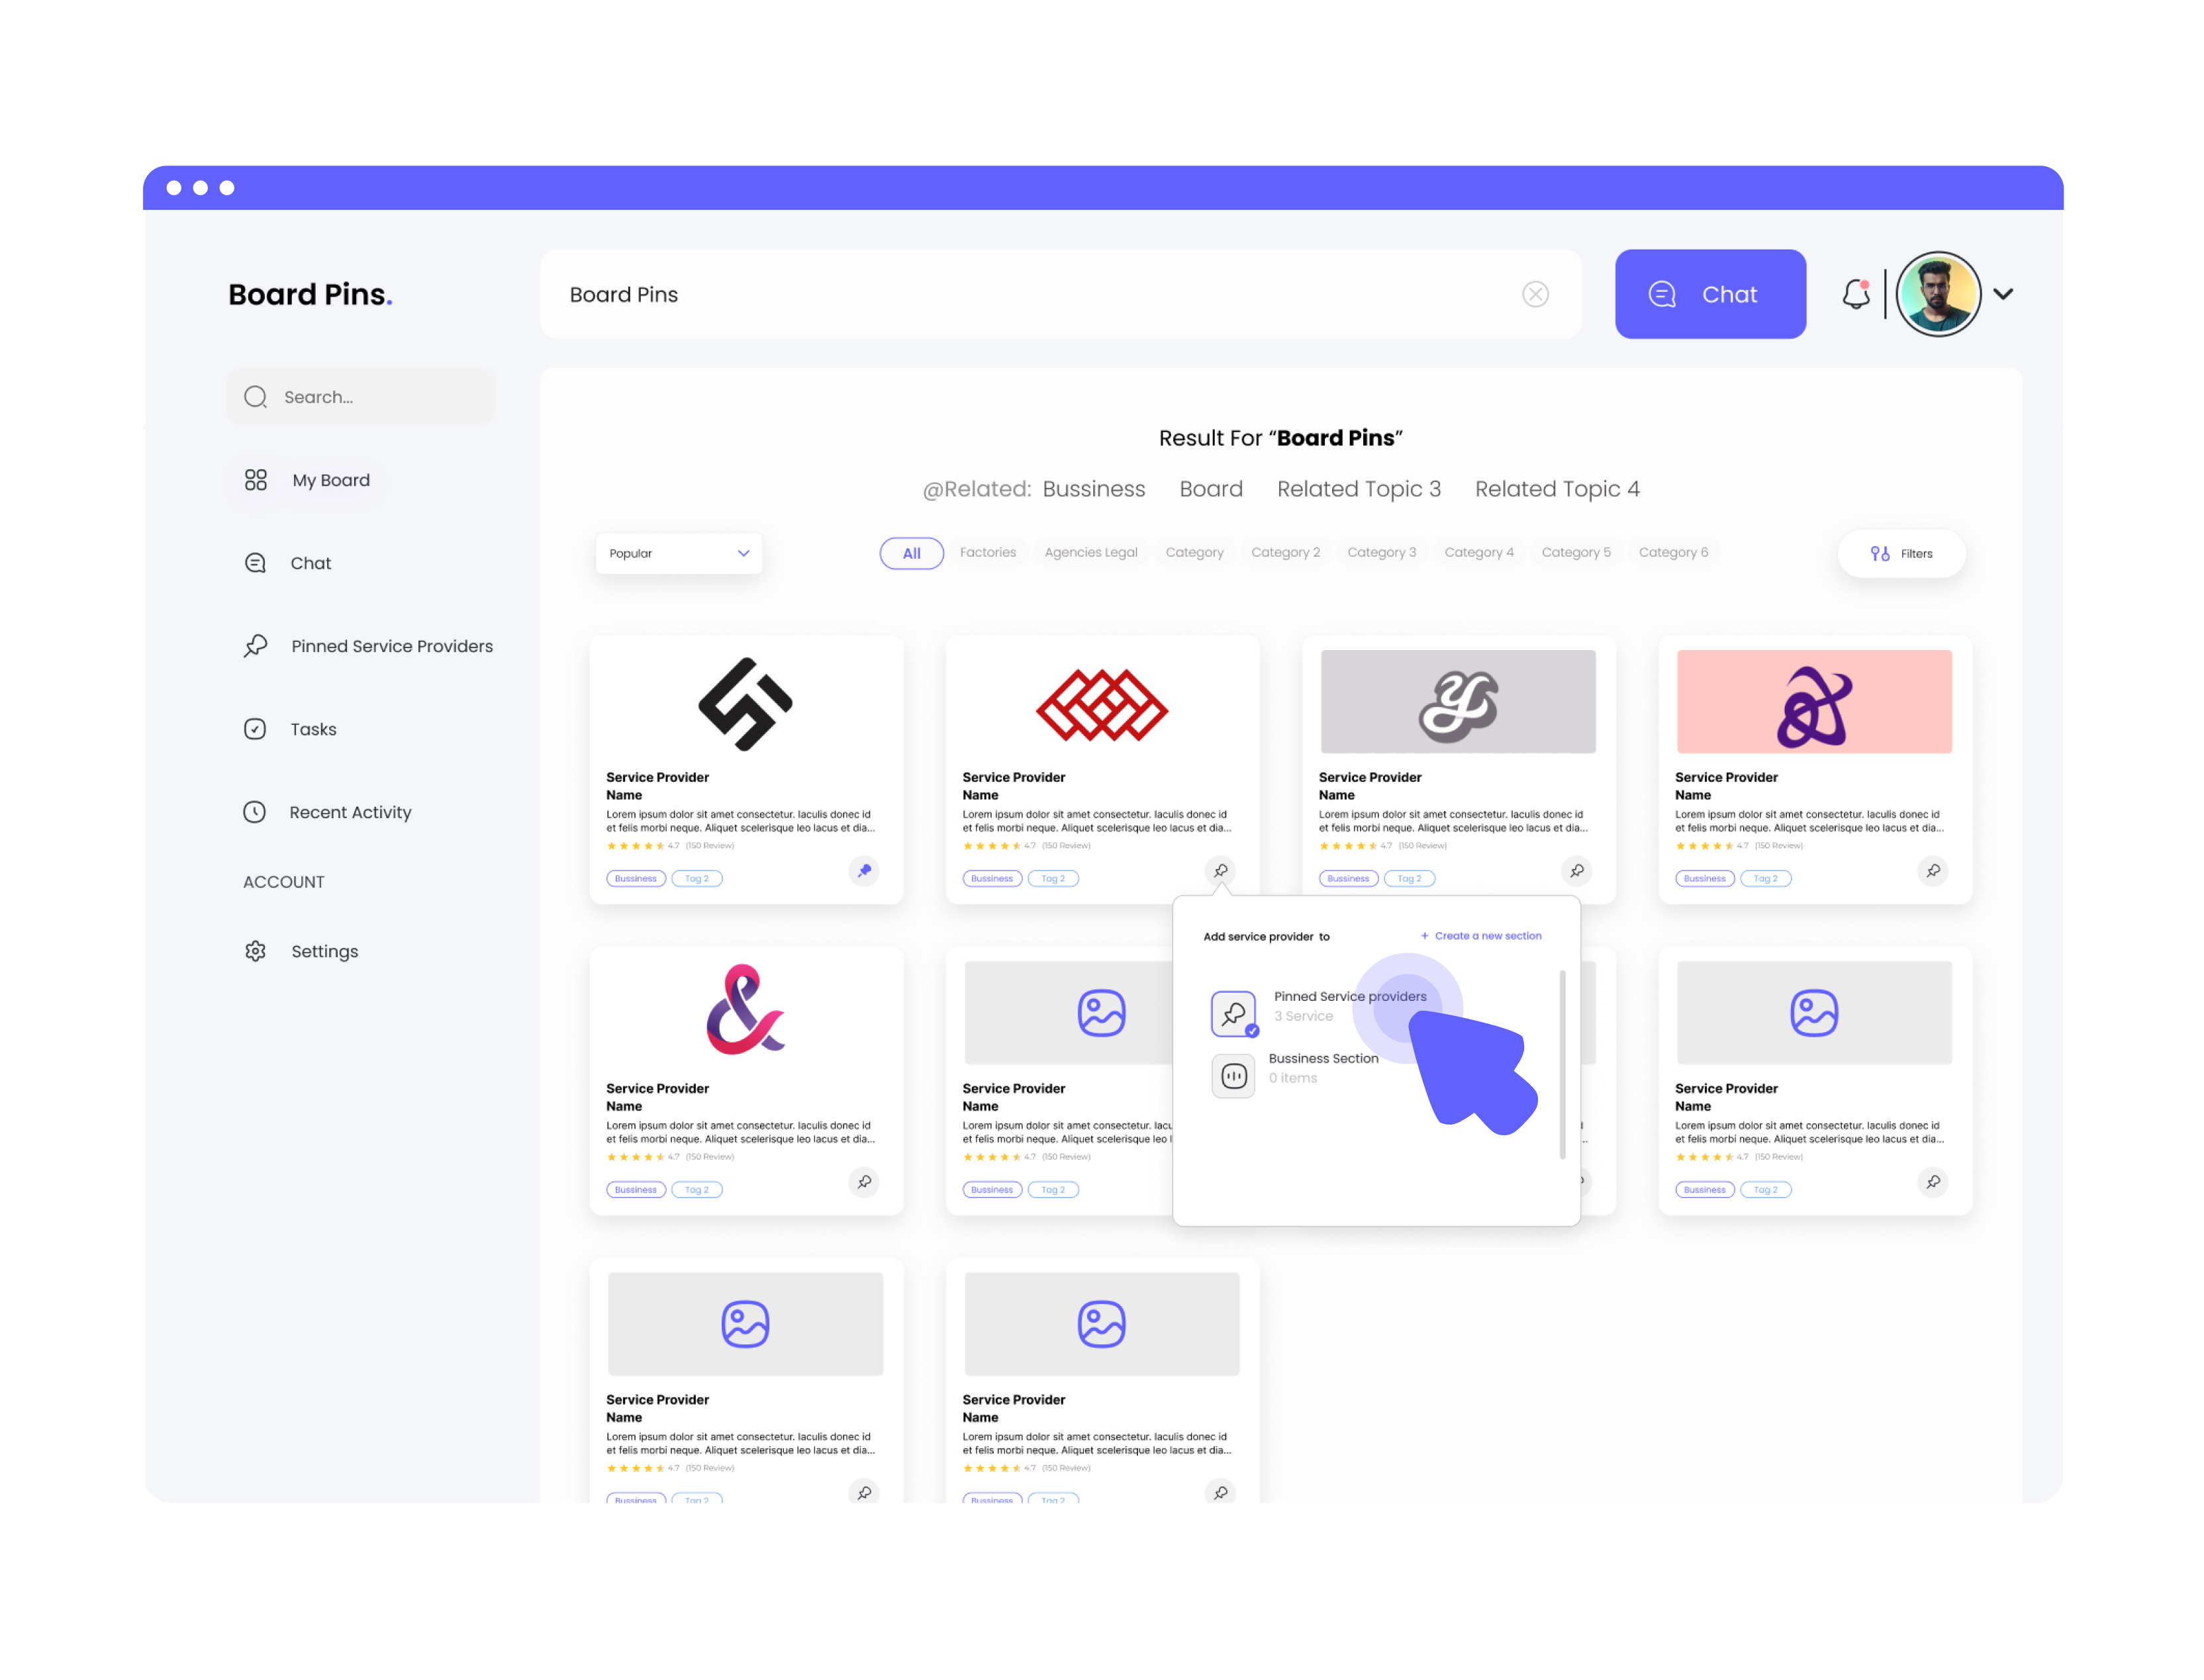 Board Pins.
Board Pins
Chat
Search...
My Board
Chat
Pinned Service Providers
Tasks
Recent Activity
ACCOUNT
Settings
Result For “Board Pins”
@Related: Bussiness Board Related Topic 3 Related Topic 4
Popular
All Factories Agencies Legal Category Category 2 Category 3 Category 4 Category 5 Category 6
Filters
Service Provider
Name
Lorem ipsum dolor sit amet consectetur. Iaculis donec id
et felis morbi neque. Aliquet scelerisque leo lacus et dia...
4.7 (150 Review)
Bussiness Tag 2
Service Provider
Name
Lorem ipsum dolor sit amet consectetur. Iaculis donec id
et felis morbi neque. Aliquet scelerisque leo lacus et dia...
4.7 (150 Review)
Bussiness Tag 2
Service Provider
Name
Lorem ipsum dolor sit amet consectetur. Iaculis donec id
et felis morbi neque. Aliquet scelerisque leo lacus et dia...
4.7 (150 Review)
Bussiness Tag 2
Service Provider
Name
Lorem ipsum dolor sit amet consectetur. Iaculis donec id
et felis morbi neque. Aliquet scelerisque leo lacus et dia...
4.7 (150 Review)
Bussiness Tag 2
Add service provider to
+ Create a new section
Pinned Service providers
3 Service
Bussiness Section
0 items
Service Provider
Name
Lorem ipsum dolor sit amet consectetur. Iaculis donec id
et felis morbi neque. Aliquet scelerisque leo lacus et dia...
4.7 (150 Review)
Bussiness Tag 2
Service Provider
Name
Lorem ipsum dolor sit amet consectetur.
et felis morbi neque. Aliquet scelerisque leo
4.7 (150 Review)
Bussiness Tag 2
Service Provider
Name
Lorem ipsum dolor sit amet consectetur. Iaculis donec id
et felis morbi neque. Aliquet scelerisque leo lacus et dia...
4.7 (150 Review)
Bussiness Tag 2
Service Provider
Name
Lorem ipsum dolor sit amet consectetur. Iaculis donec id
et felis morbi neque. Aliquet scelerisque leo lacus et dia...
4.7 (150 Review)
Bussiness Tag 2
Service Provider
Name
Lorem ipsum dolor sit amet consectetur. Iaculis donec id
et felis morbi neque. Aliquet scelerisque leo lacus et dia...
4.7 (150 Review)
Bussiness Tag 2